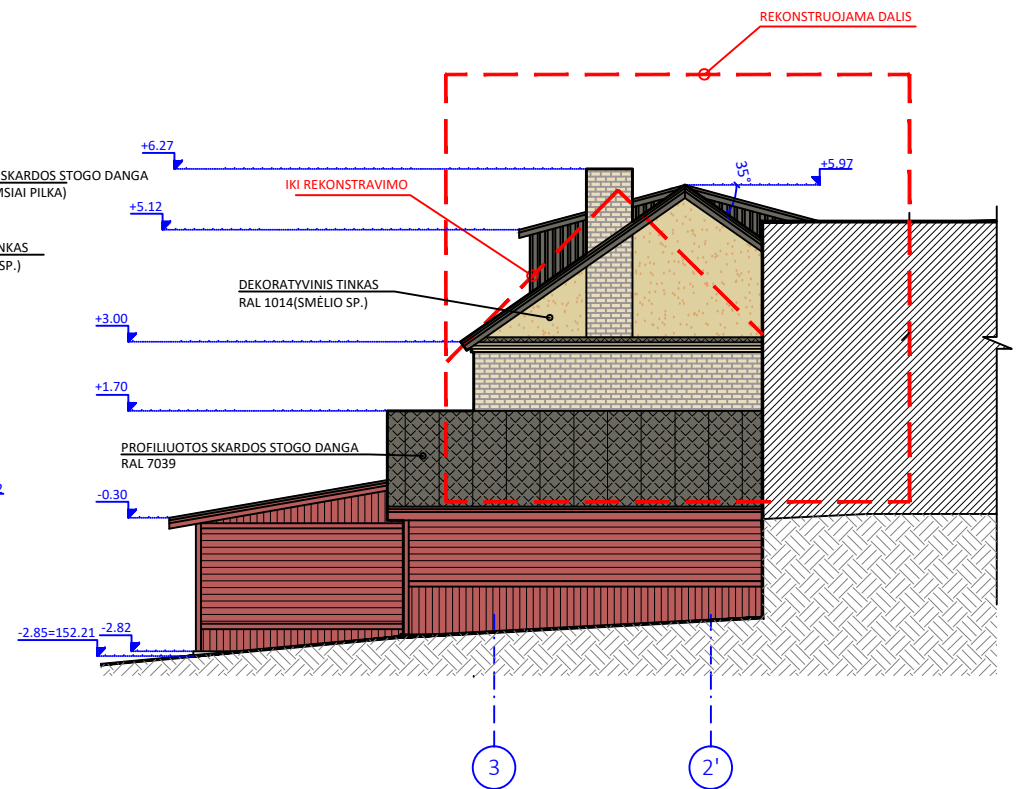 REKONSTRUOJAMA DALIS
+6.27
+5.97
35°
SKARDOS STOGO DANGA
PILKA)
IKI REKONSTRAVIMO
+5.12
SP.)
DEKORATYVINIS TINKAS
RAL 1014(SMĖLIO SP.)
+3.00
+1.70
PROFILIUOTOS SKARDOS STOGO DANGA
RAL 7039
-0.30
-2.85=152.21
-2.82
3
2'